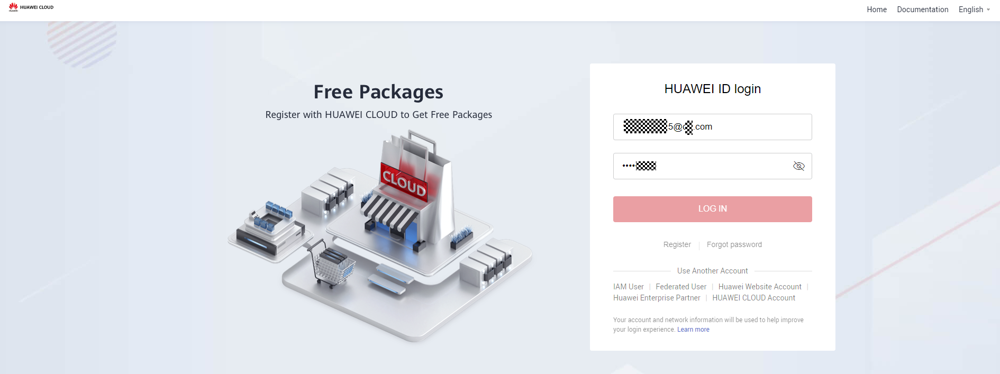 HUAWEI
HUAWEI CLOUD
Home Documentation English
Free Packages
Register with HUAWEI CLOUD to Get Free Packages
CLOUD
HUAWEI ID login
5@ .com
LOG IN
Register | Forgot password
Use Another Account
IAM User | Federated User | Huawei Website Account |
Huawei Enterprise Partner | HUAWEI CLOUD Account
Your account and network information will be used to help improve
your login experience. Learn more